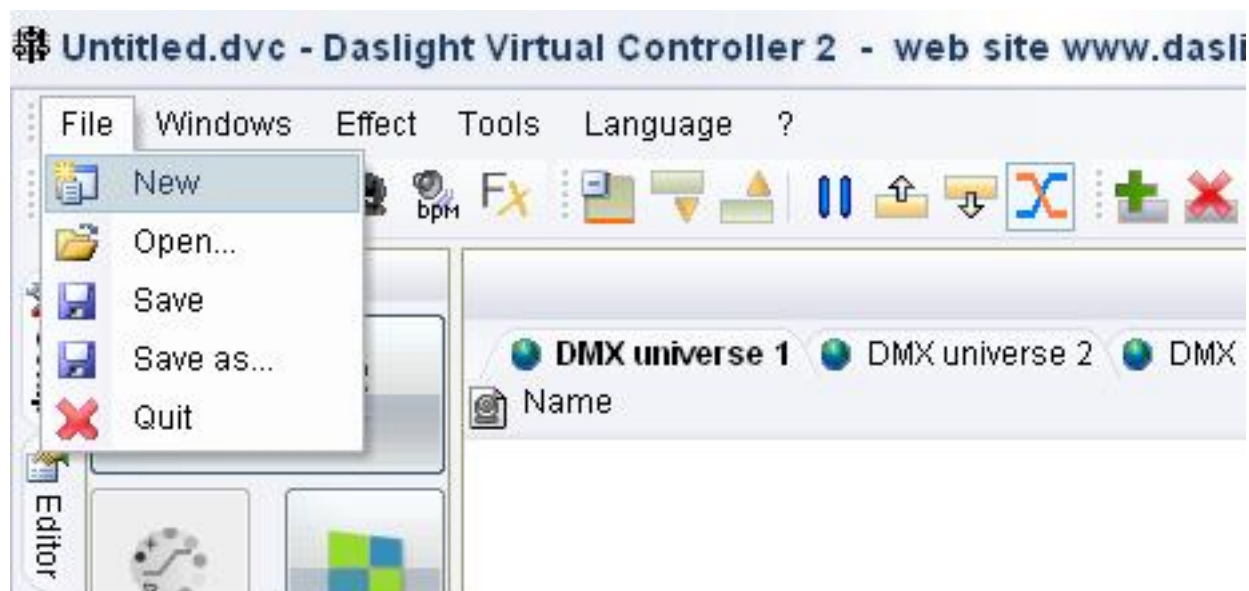 Untitled.dvc - Daslight Virtual Controller 2 - web site www.dasli
File Windows Effect Tools Language ?
New
bpm Fx
Open...
Save
Save as...
Quit
DMX universe 1 DMX universe 2 DMX
Name
Editor